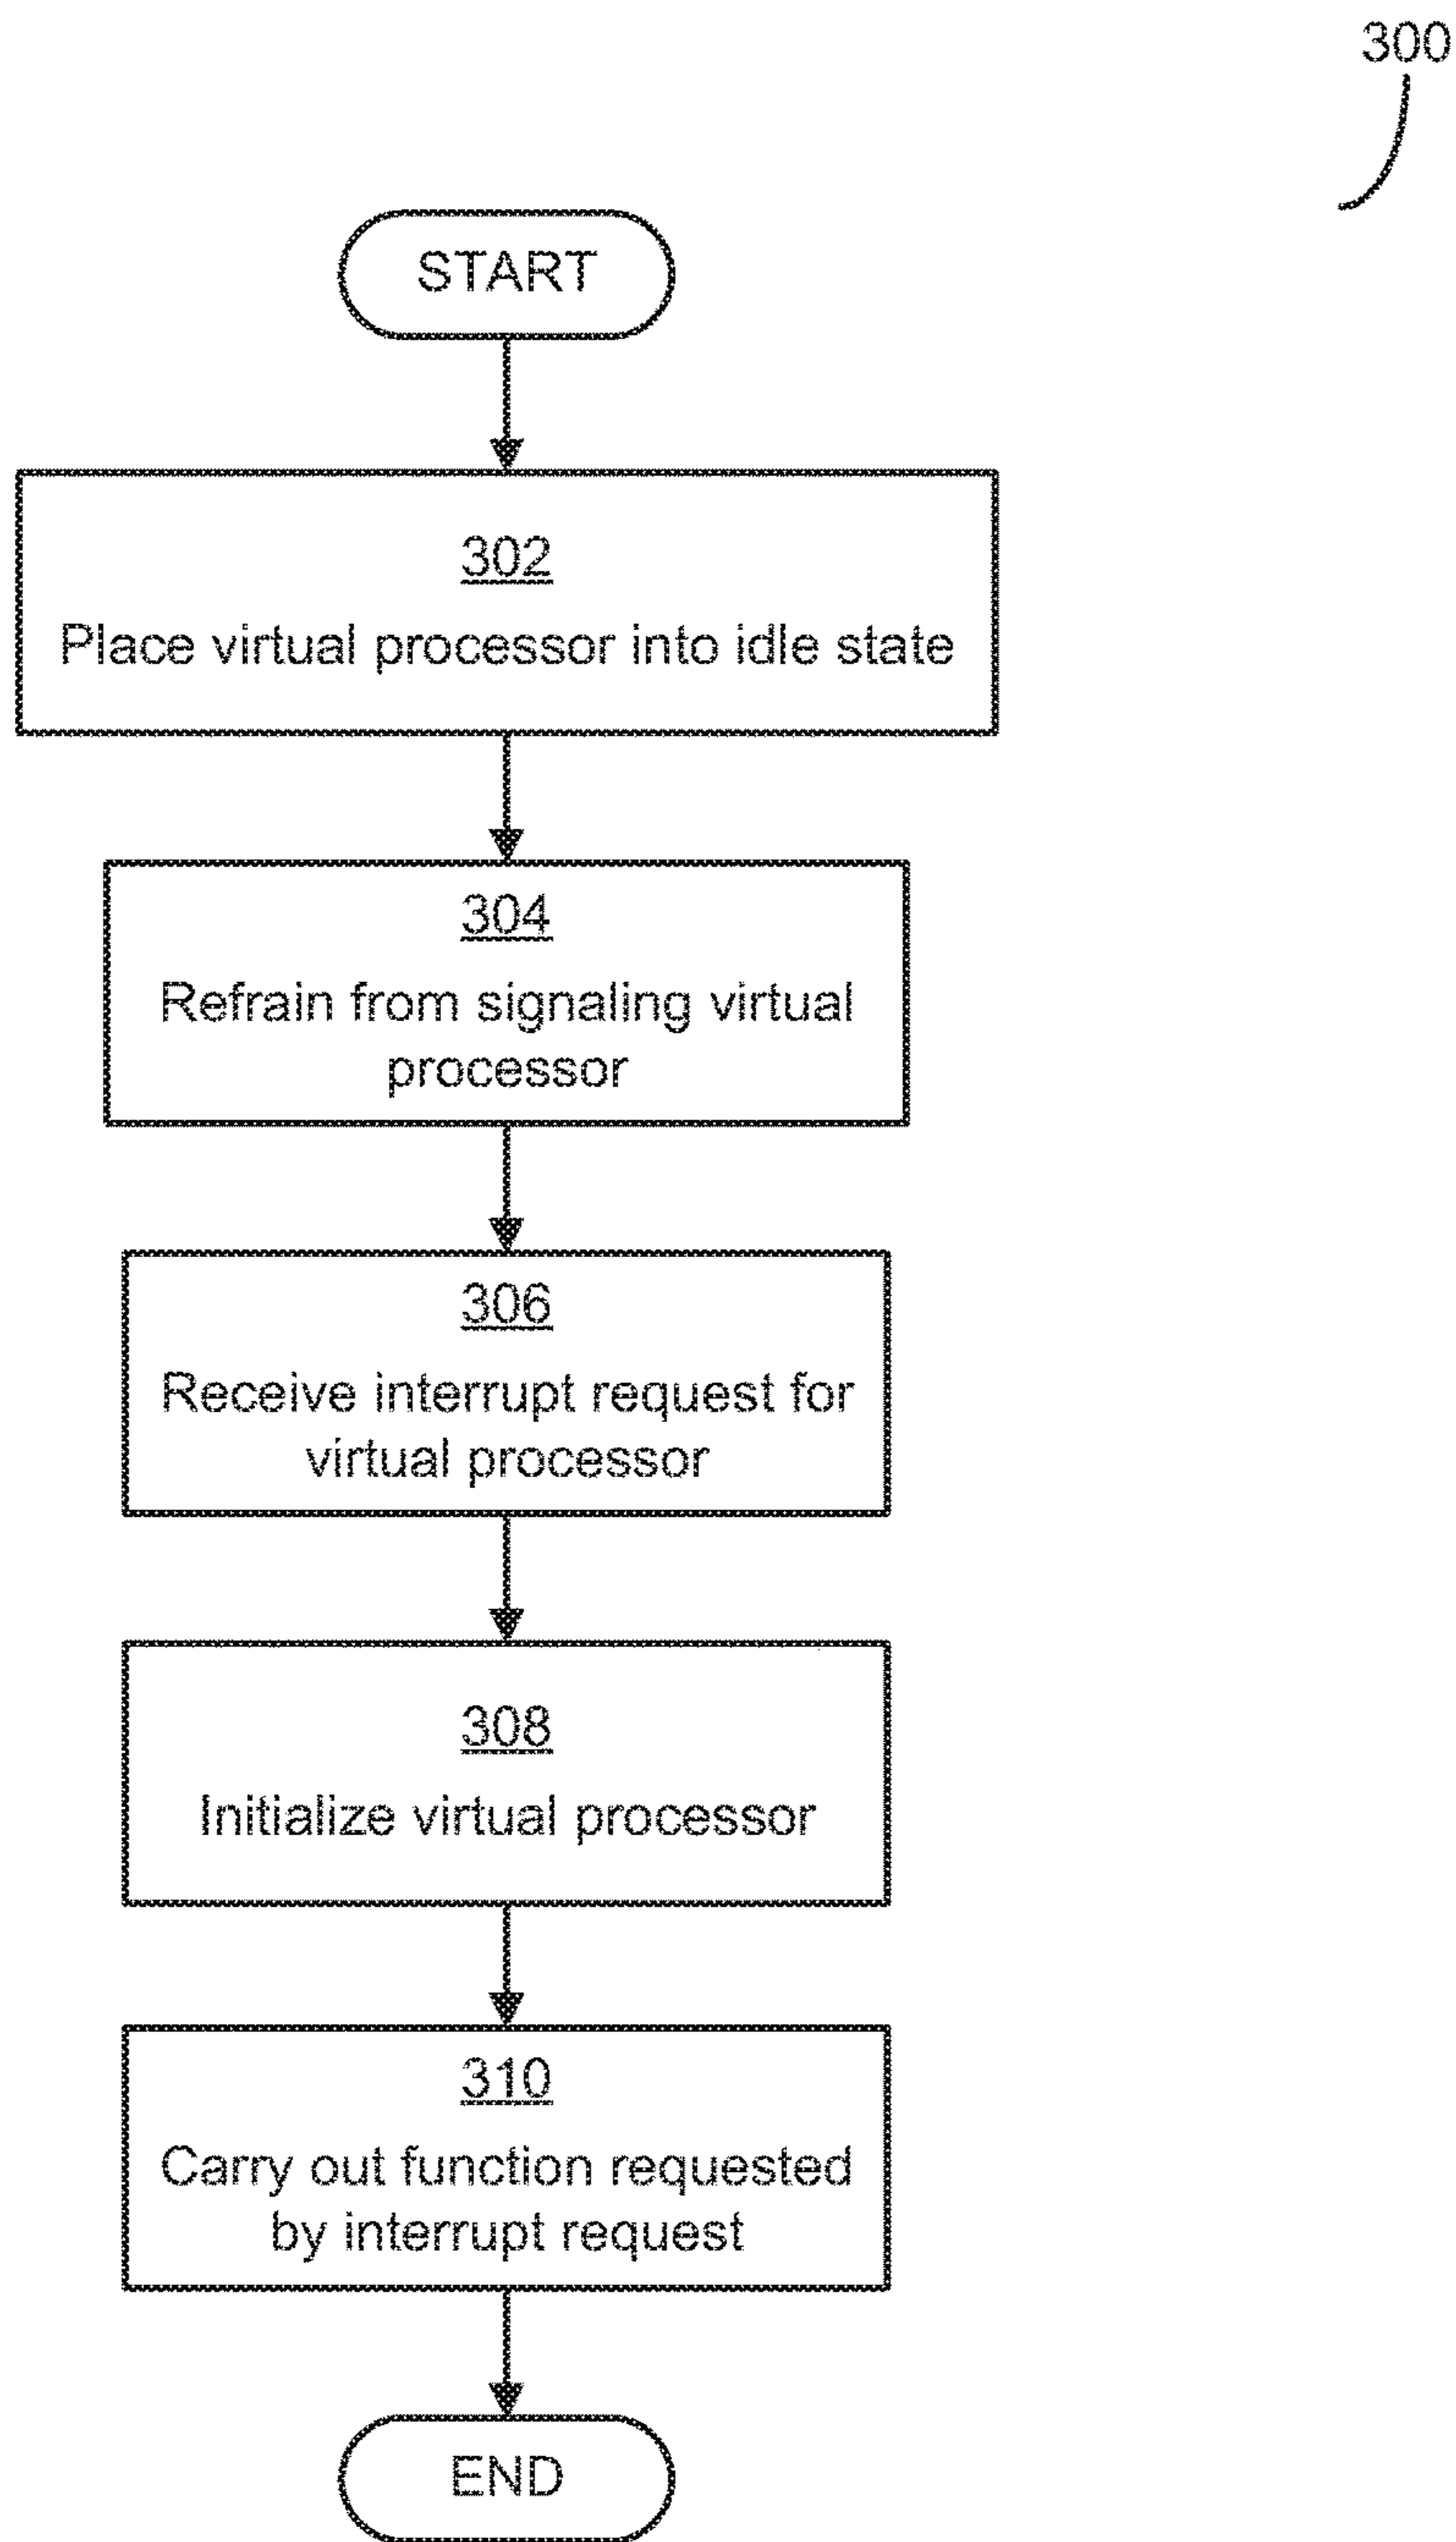 300
START
302
Place virtual processor into idle state
304
Refrain from signaling virtual
processor
306
Receive interrupt request for
virtual processor
308
Initialize virtual processor
310
Carry out function requested
by interrupt request
END